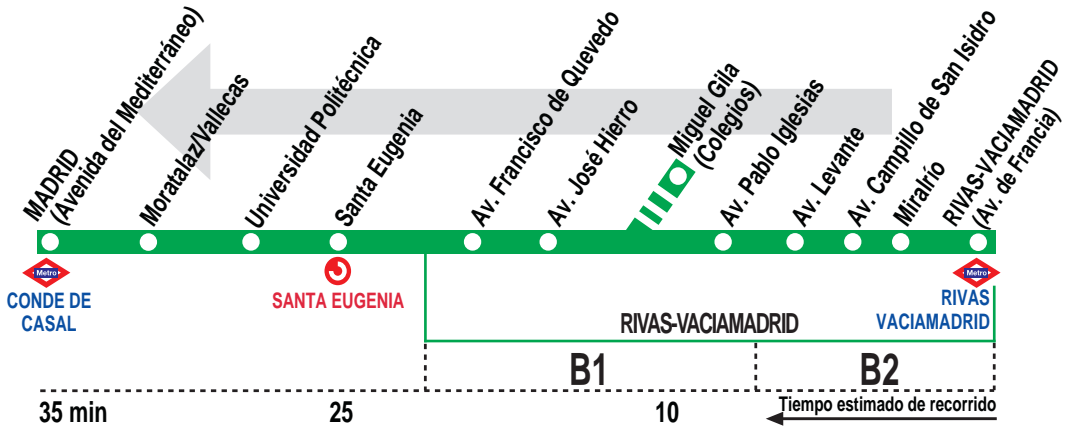 MADRID
(Avenida del Mediterráneo)
Moratalaz/Vallecas
Universidad Politécnica
Santa Eugenia
Av. Francisco de Quevedo
Av. José Hierro
Miguel Gila
(Colegios)
Av. Pablo Iglesias
Av. Levante
Av. Campillo de San Isidro
Miralrío
RIVAS-VACIAMADRID
(Av. de Francia)
Metro
CONDE DE
CASAL
SANTA EUGENIA
Metro
RIVAS
VACIAMADRID
RIVAS-VACIAMADRID
B1
B2
35 min
25
10
Tiempo estimado de recorrido